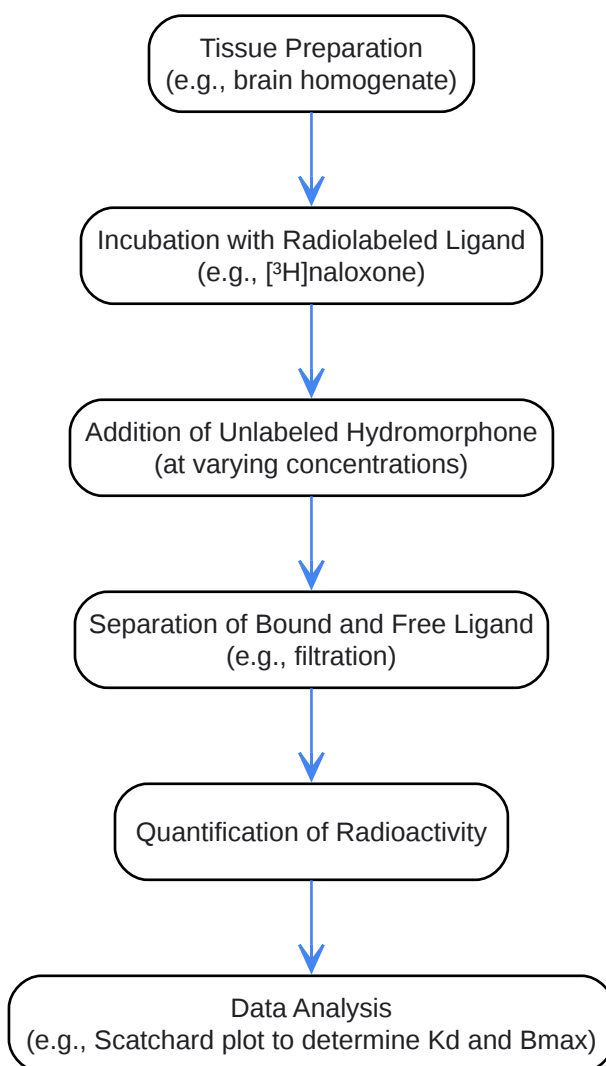 Tissue Preparation
(e.g., brain homogenate)
Incubation with Radiolabeled Ligand
(e.g., [³H]naloxone)
Addition of Unlabeled Hydromorphone
(at varying concentrations)
Separation of Bound and Free Ligand
(e.g., filtration)
Quantification of Radioactivity
Data Analysis
(e.g., Scatchard plot to determine Kd and Bmax)